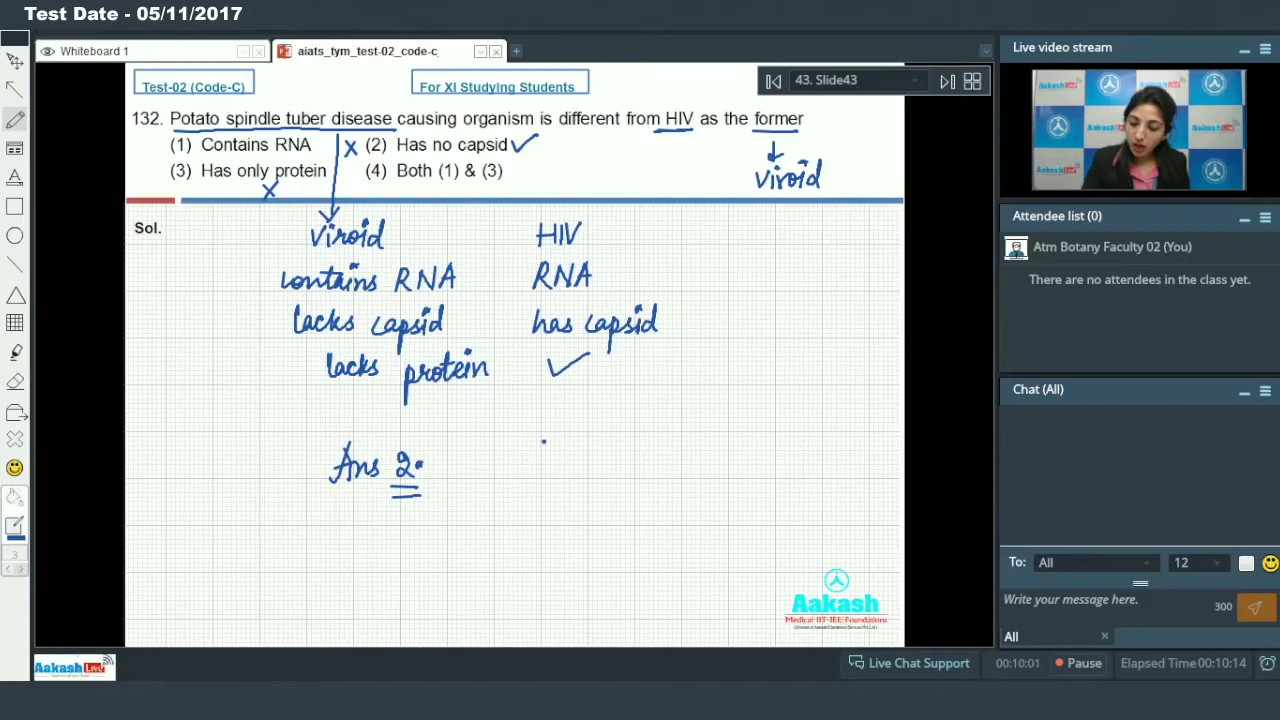 Test Date - 05/11/2017
Whiteboard 1
aiats_tym_test-02_code-c
Live video stream
Test-02 (Code-C)
For XI Studying Students
43. Slide43
132. Potato spindle tuber disease causing organism is different from HIV as the former
(1) Contains RNA
(2) Has no capsid
(3) Has only protein
(4) Both (1) & (3)
Viroid
Sol.
Viroid
HIV
contains RNA
RNA
lacks capsid
has capsid
lacks protein
Ans 2.
Aakash
Medical|IIT-JEE|Foundations
AakashLive
Attendee list (0)
Atm Botany Faculty 02 (You)
There are no attendees in the class yet.
Chat (All)
To:
All
12
Write your message here.
300
All
3
Aakash Live
Live Chat Support
00:10:01
Pause
Elapsed Time 00:10:14